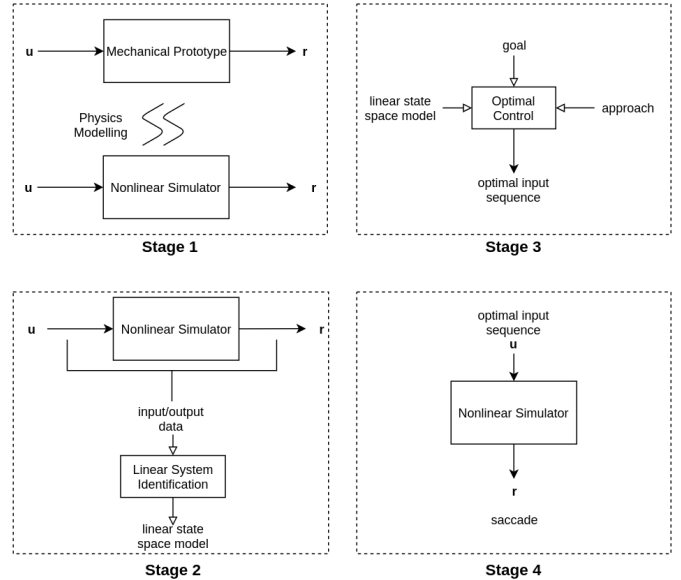 u
Mechanical Prototype
r
Physics
Modelling
u
Nonlinear Simulator
r
Stage 1
goal
linear state
space model
Optimal
Control
approach
optimal input
sequence
Stage 3
u
Nonlinear Simulator
r
input/output
data
Linear System
Identification
linear state
space model
Stage 2
optimal input
sequence
u
Nonlinear Simulator
r
saccade
Stage 4